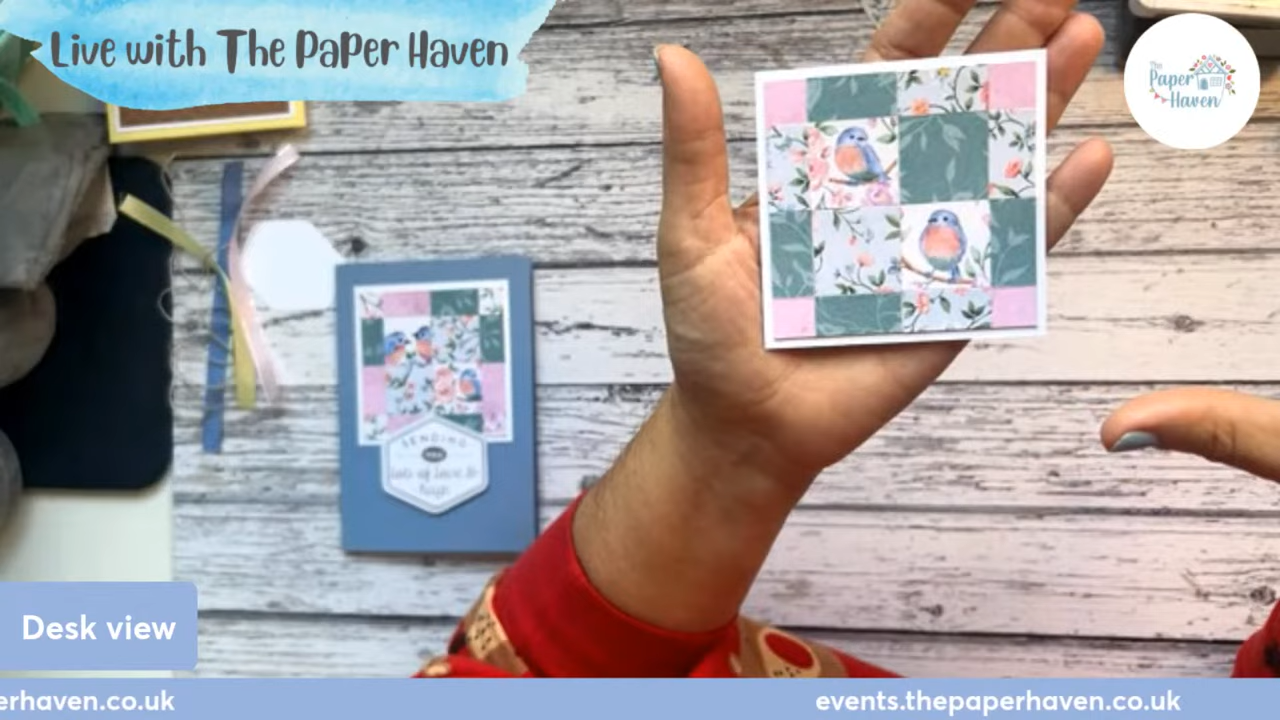 Live with The Paper Haven
The
Paper
Haven
SENDING
YOU
lots of love &
hugs
Desk view
erhaven.co.uk
events.thepaperhaven.co.uk